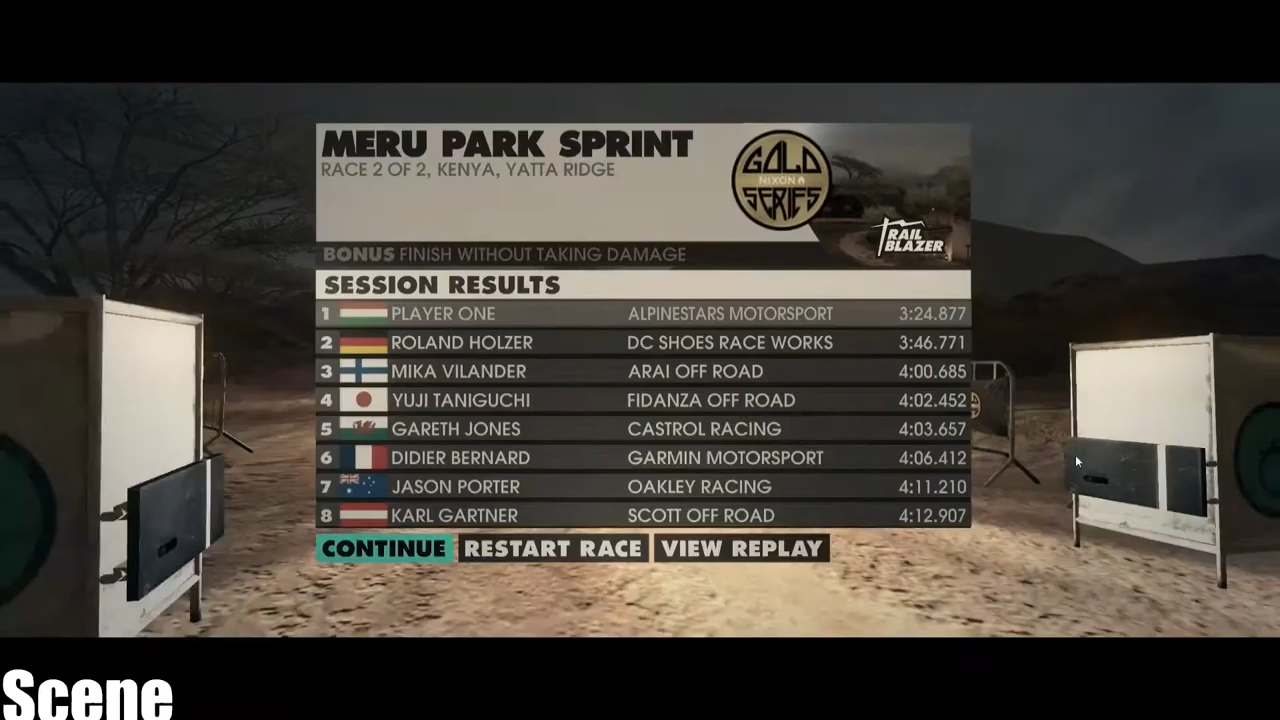 MERU PARK SPRINT
RACE 2 OF 2, KENYA, YATTA RIDGE
GOLD
NIXON
SERIES
TRAIL
BLAZER
BONUS FINISH WITHOUT TAKING DAMAGE
SESSION RESULTS
1 PLAYER ONE ALPINESTARS MOTORSPORT 3:24.877
2 ROLAND HOLZER DC SHOES RACE WORKS 3:46.771
3 MIKA VILANDER ARAI OFF ROAD 4:00.685
4 YUJI TANIGUCHI FIDANZA OFF ROAD 4:02.452
5 GARETH JONES CASTROL RACING 4:03.657
6 DIDIER BERNARD GARMIN MOTORSPORT 4:06.412
7 JASON PORTER OAKLEY RACING 4:11.210
8 KARL GARTNER SCOTT OFF ROAD 4:12.907
CONTINUE RESTART RACE VIEW REPLAY
Scene